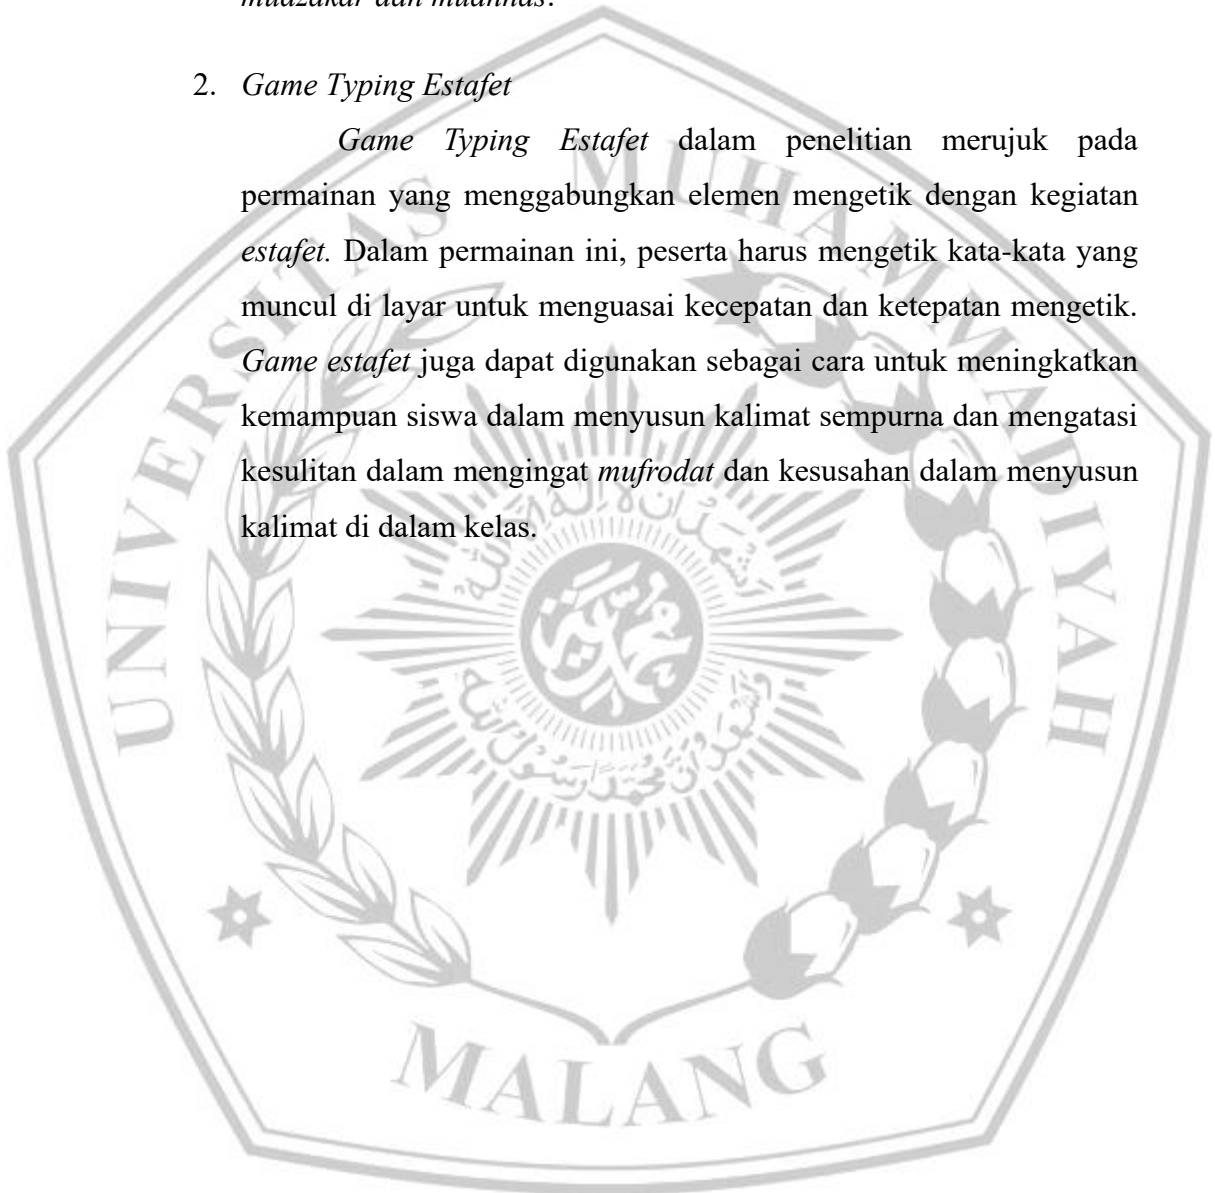 muazakar dan muannas.
2. Game Typing Estafet
Game Typing Estafet dalam penelitian merujuk pada
permainan yang menggabungkan elemen mengetik dengan kegiatan
estafet. Dalam permainan ini, peserta harus mengetik kata-kata yang
muncul di layar untuk menguasai kecepatan dan ketepatan mengetik.
Game estafet juga dapat digunakan sebagai cara untuk meningkatkan
kemampuan siswa dalam menyusun kalimat sempurna dan mengatasi
kesulitan dalam mengingat mufrodat dan kesusahan dalam menyusun
kalimat di dalam kelas.
UNIVERSITAS MUHAMMADIYAH
MALANG